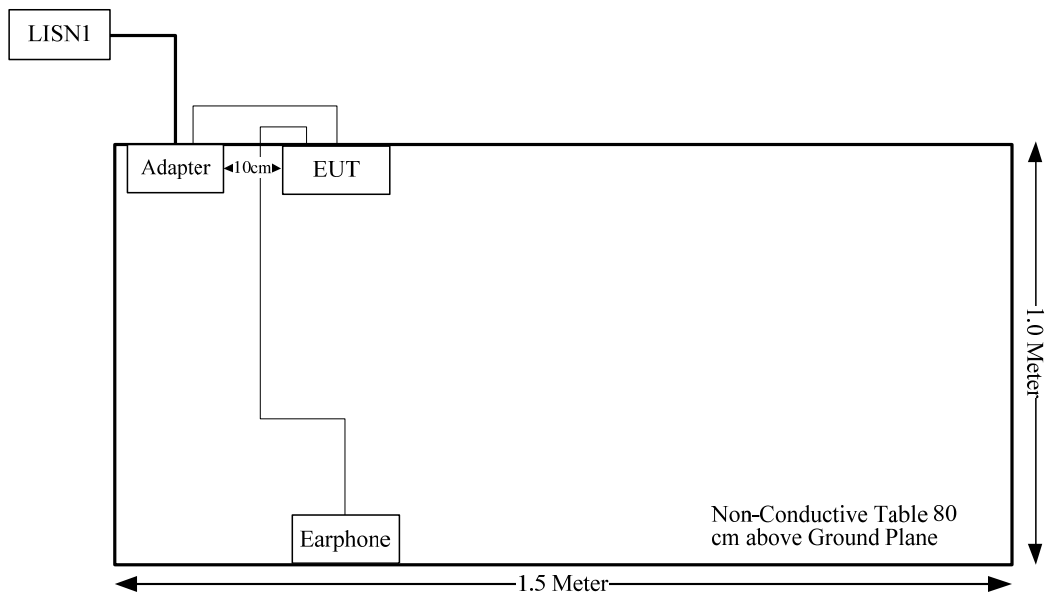 LISN1
Adapter
10cm
EUT
1.0 Meter
Earphone
Non-Conductive Table 80
cm above Ground Plane
1.5 Meter